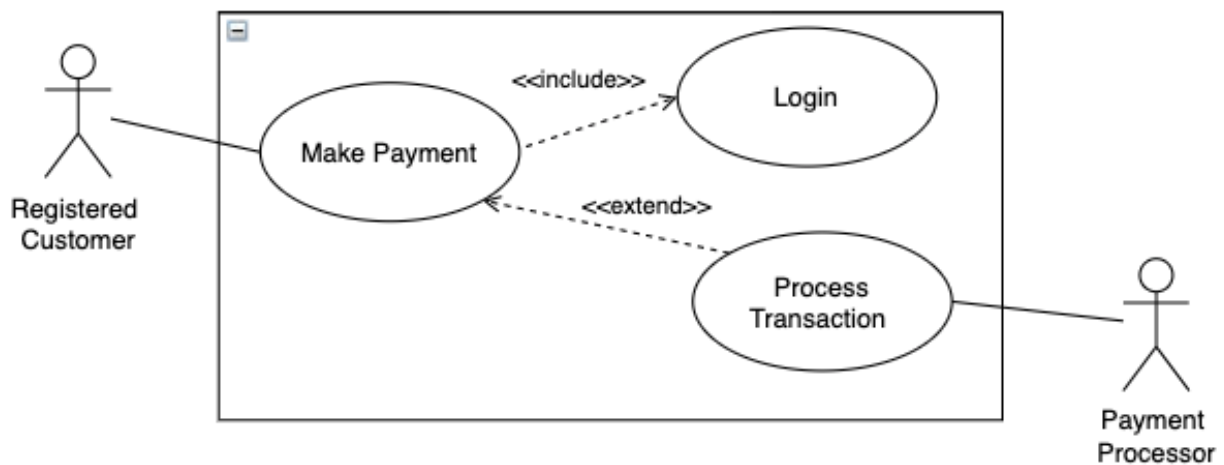 <<include>>
Login
Make Payment
Registered
Customer
<<extend>>
Process
Transaction
Payment
Processor